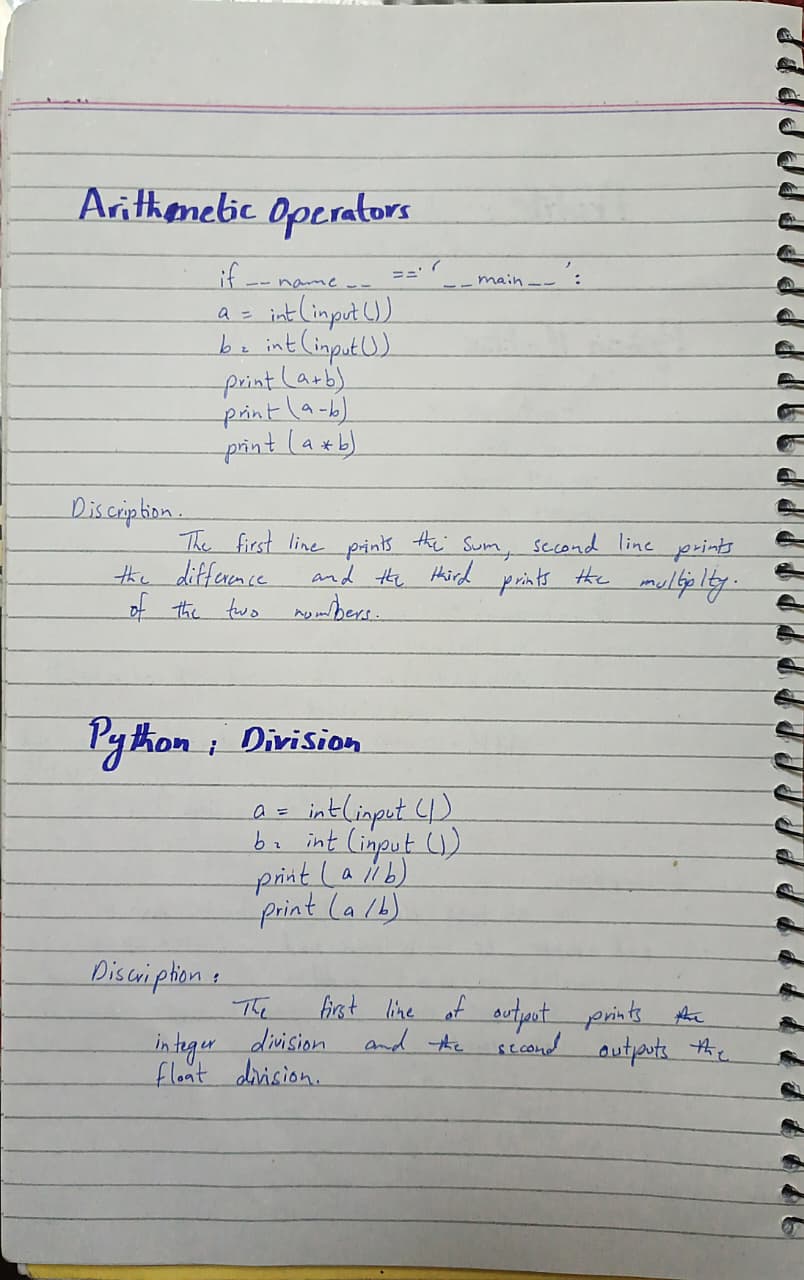 Arithmetic Operators
if __name__ == '__main__':
a = int(input())
b = int(input())
print(a+b)
print(a-b)
print(a*b)
Discription.
The first line prints the sum, second line prints
the difference and the third prints the multiplty.
of the two numbers.
Python ; Division
a = int(input())
b = int(input())
print(a//b)
print(a/b)
Discription :
The first line of output prints the
integer division and the second outputs the
float division.